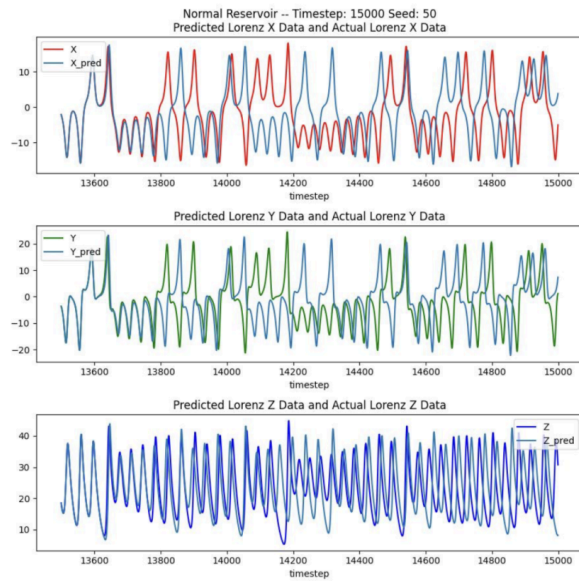 Normal Reservoir -- Timestep: 15000 Seed: 50
Predicted Lorenz X Data and Actual Lorenz X Data
X
X_pred
10
0
−10
13600 13800 14000 14200 14400 14600 14800 15000
timestep
Predicted Lorenz Y Data and Actual Lorenz Y Data
Y
Y_pred
20
10
0
−10
−20
13600 13800 14000 14200 14400 14600 14800 15000
timestep
Predicted Lorenz Z Data and Actual Lorenz Z Data
Z
Z_pred
40
30
20
10
13600 13800 14000 14200 14400 14600 14800 15000
timestep